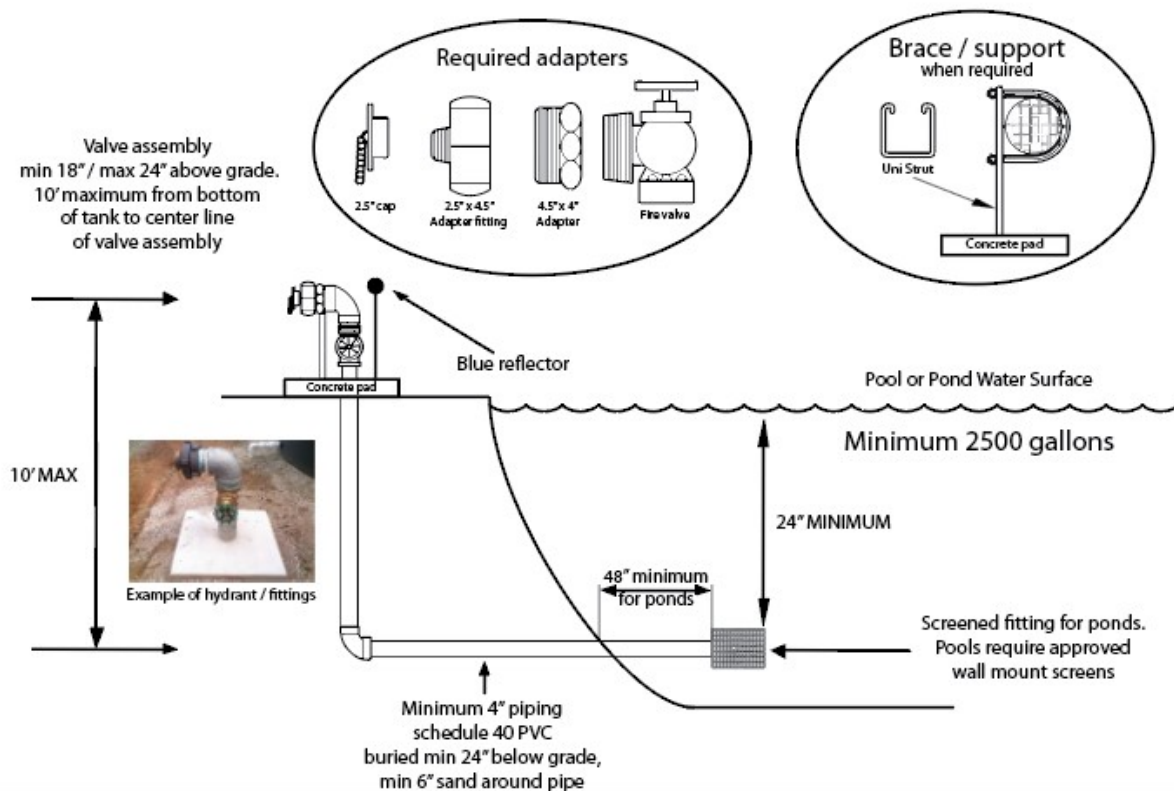 Required adapters
2.5" cap
2.5" x 4.5"
Adapter fitting
4.5" x 4"
Adapter
Fire valve
Brace / support
when required
Uni Strut
Concrete pad
Valve assembly
min 18" / max 24" above grade.
10' maximum from bottom
of tank to center line
of valve assembly
Blue reflector
Concrete pad
Pool or Pond Water Surface
Minimum 2500 gallons
10' MAX
24" MINIMUM
Example of hydrant / fittings
48" minimum
for ponds
Screened fitting for ponds.
Pools require approved
wall mount screens
Minimum 4" piping
schedule 40 PVC
buried min 24" below grade,
min 6" sand around pipe